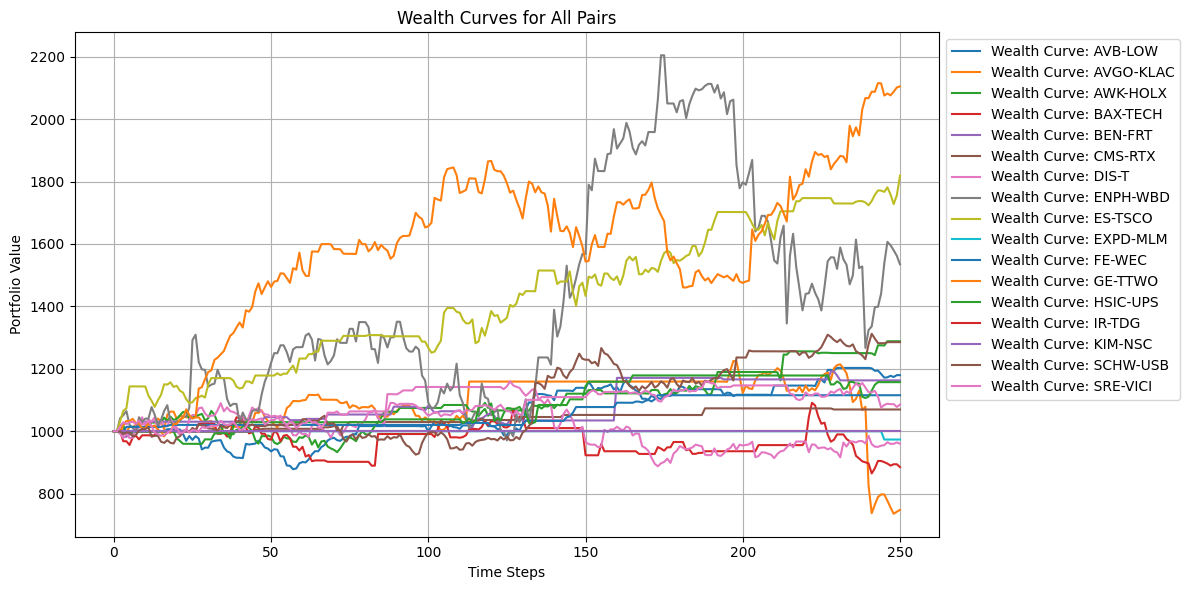 Wealth Curves for All Pairs
Portfolio Value
2200
2000
1800
1600
1400
1200
1000
800
0
50
100
150
200
250
Time Steps
Wealth Curve: AVB-LOW
Wealth Curve: AVGO-KLAC
Wealth Curve: AWK-HOLX
Wealth Curve: BAX-TECH
Wealth Curve: BEN-FRT
Wealth Curve: CMS-RTX
Wealth Curve: DIS-T
Wealth Curve: ENPH-WBD
Wealth Curve: ES-TSCO
Wealth Curve: EXPD-MLM
Wealth Curve: FE-WEC
Wealth Curve: GE-TTWO
Wealth Curve: HSIC-UPS
Wealth Curve: IR-TDG
Wealth Curve: KIM-NSC
Wealth Curve: SCHW-USB
Wealth Curve: SRE-VICI